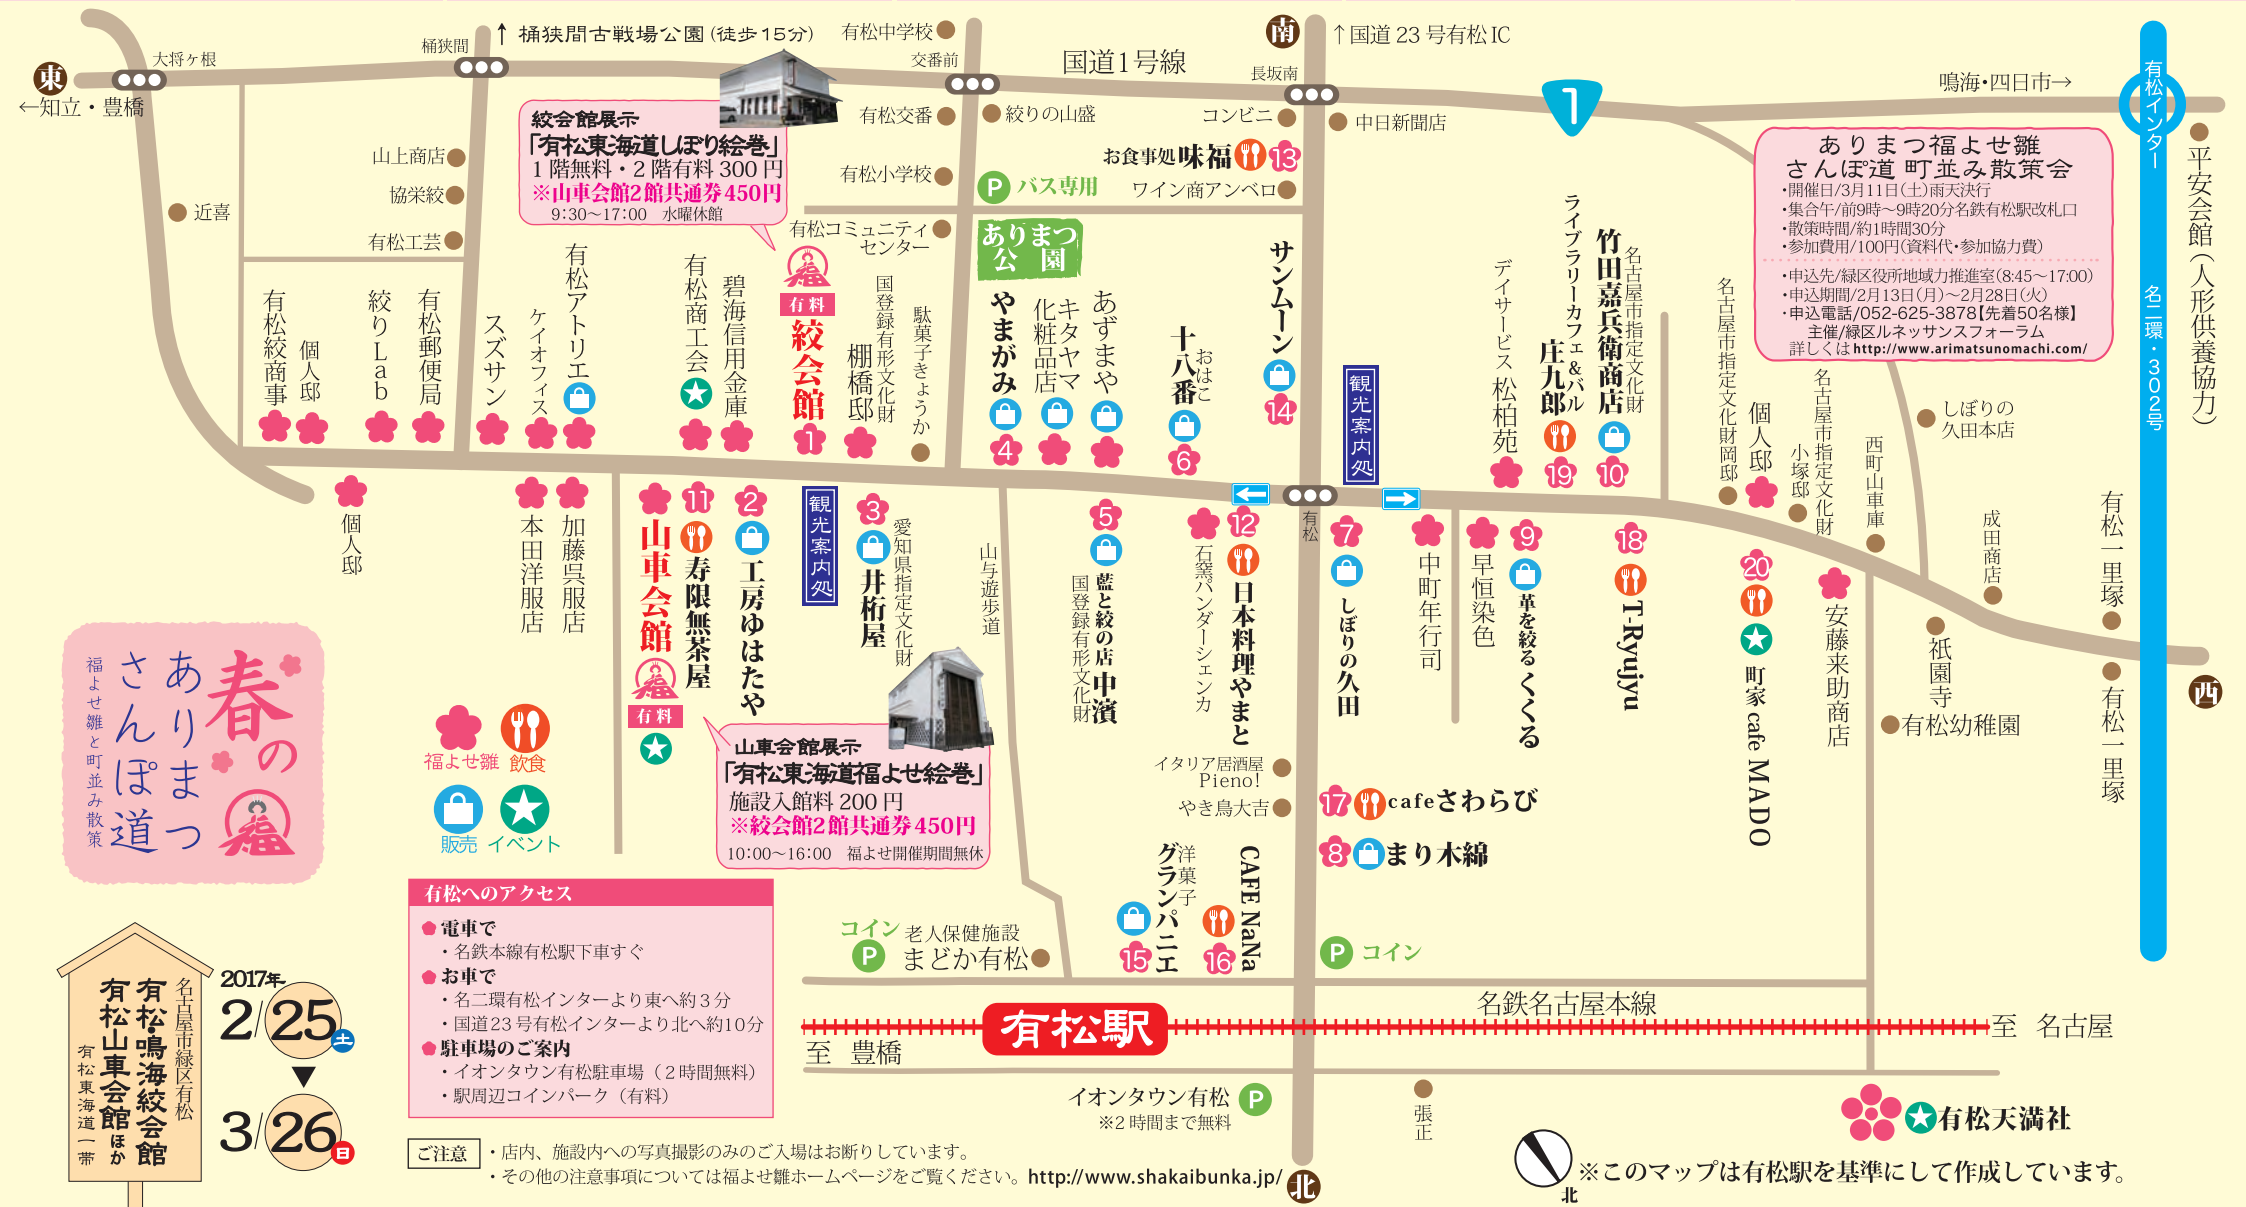 東
←知立・豊橋
大将ヶ根
桶狭間
↑ 桶狭間古戦場公園(徒歩15分)
有松中学校
交番前
国道1号線
南
↑国道23号有松IC
長坂南
鳴海・四日市→
有松インター
名二環・302号
1
近喜
山上商店
協栄絞
有松工芸
絞会館展示
「有松東海道しぼり絵巻」
1階無料・2階有料300円
※山車会館2館共通券450円
9:30〜17:00 水曜休館
有松交番
絞りの山盛
有松小学校
P バス専用
有松コミュニティ
センター
ありまつ
公園
コンビニ
中日新聞店
お食事処味福 13
ワイン商アンベロ
ありまつ福よせ雛
さんぽ道 町並み散策会
・開催日/3月11日(土)雨天決行
・集合午/前9時〜9時20分名鉄有松駅改札口
・散策時間/約1時間30分
・参加費用/100円(資料代・参加協力費)
・申込先/緑区役所地域力推進室(8:45〜17:00)
・申込期間/2月13日(月)〜2月28日(火)
・申込電話/052-625-3878【先着50名様】
主催/緑区ルネッサンスフォーラム
詳しくはhttp://www.arimatsunomachi.com/
平安会館(人形供養協力)
有松絞商事
個人邸
絞りLab
有松郵便局
スズサン
ケイオフィス
有松アトリエ
有松商工会
碧海信用金庫
福
有料
絞会館
1
棚橋邸
国登録有形文化財
駄菓子きょうか
やまがみ
4
キタヤマ
化粧品店
あずまや
おはこ
十八番
6
サンムーン
14
観光案内処
デイサービス 松柏苑
ライブラリーカフェ&バル
庄九郎
19
名古屋市指定文化財
竹田嘉兵衛商店
10
名古屋市指定文化財岡邸
個人邸
名古屋市指定文化財
小塚邸
西町山車庫
しぼりの
久田本店
成田商店
有松一里塚
有松一里塚
西
個人邸
本田洋服店
加藤呉服店
山車会館
福
有料
11
寿限無茶屋
2
工房ゆはたや
観光案内処
3
愛知県指定文化財
井桁屋
山与遊歩道
5
藍と絞の店 中濱
国登録有形文化財
石窯パンダーシェンカ
12
日本料理やまと
有松
7
しぼりの久田
中町年行司
早恒染色
9
革を絞る くくる
18
T-Ryujyu
20
町家 cafe MADO
安藤来助商店
祇園寺
有松幼稚園
山車会館展示
「有松東海道福よせ絵巻」
施設入館料200円
※絞会館2館共通券450円
10:00〜16:00 福よせ開催期間無休
イタリア居酒屋
Pieno!
やき鳥大吉
17 cafeさわらび
8 まり木綿
洋菓子
グランパニエ
15
CAFE NaNa
16
コイン
P
老人保健施設
まどか有松
P コイン
春の
ありまつ
さんぽ道
福よせ雛と町並み散策
福
福よせ雛
飲食
販売
イベント
有松へのアクセス
電車で
・名鉄本線有松駅下車すぐ
お車で
・名二環有松インターより東へ約3分
・国道23号有松インターより北へ約10分
駐車場のご案内
・イオンタウン有松駐車場(2時間無料)
・駅周辺コインパーク(有料)
名古屋市緑区有松
有松・鳴海絞会館
有松山車会館ほか
有松東海道一帯
2017年
2/25土
3/26日
名鉄名古屋本線
有松駅
至 豊橋
至 名古屋
イオンタウン有松 P
※2時間まで無料
張正
有松天満社
ご注意
・店内、施設内への写真撮影のみのご入場はお断りしています。
・その他の注意事項については福よせ雛ホームページをご覧ください。http://www.shakaibunka.jp/
北
北
※このマップは有松駅を基準にして作成しています。